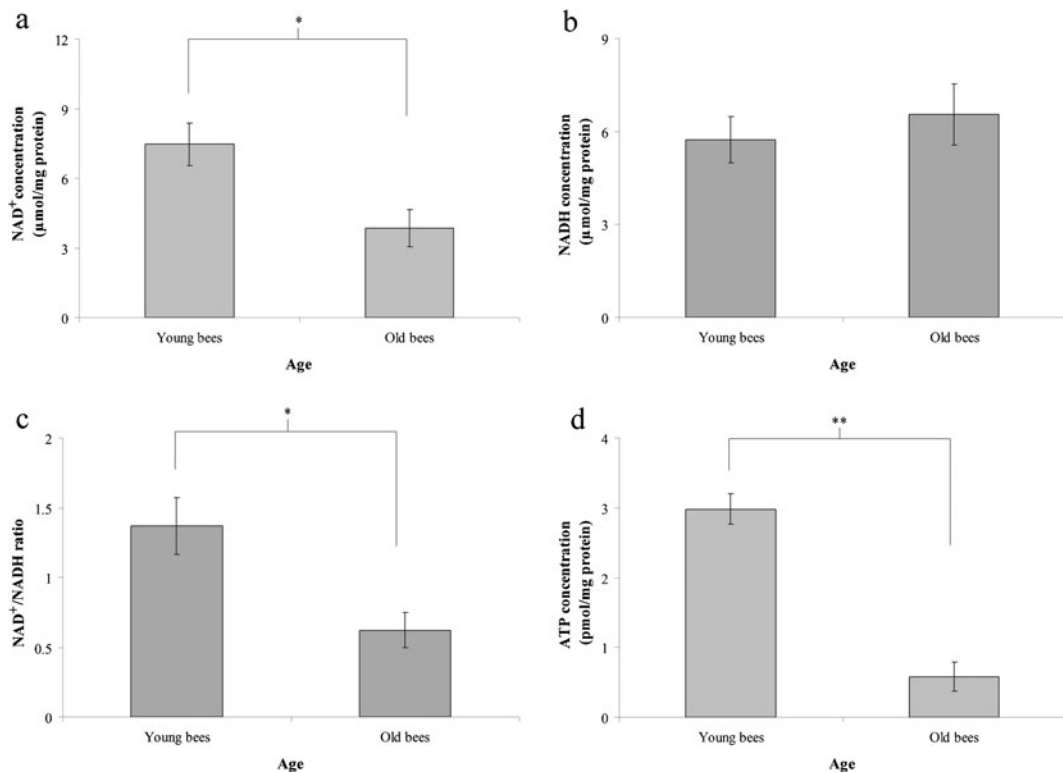 a
*
12
9
6
3
0
NAD⁺ concentration
(µmol/mg protein)
Young bees
Old bees
Age
b
9
6
3
0
NADH concentration
(µmol/mg protein)
Young bees
Old bees
Age
c
*
2
1.5
1
0.5
0
NAD⁺/NADH ratio
Young bees
Old bees
Age
d
**
4
3
2
1
0
ATP concentration
(pmol/mg protein)
Young bees
Old bees
Age